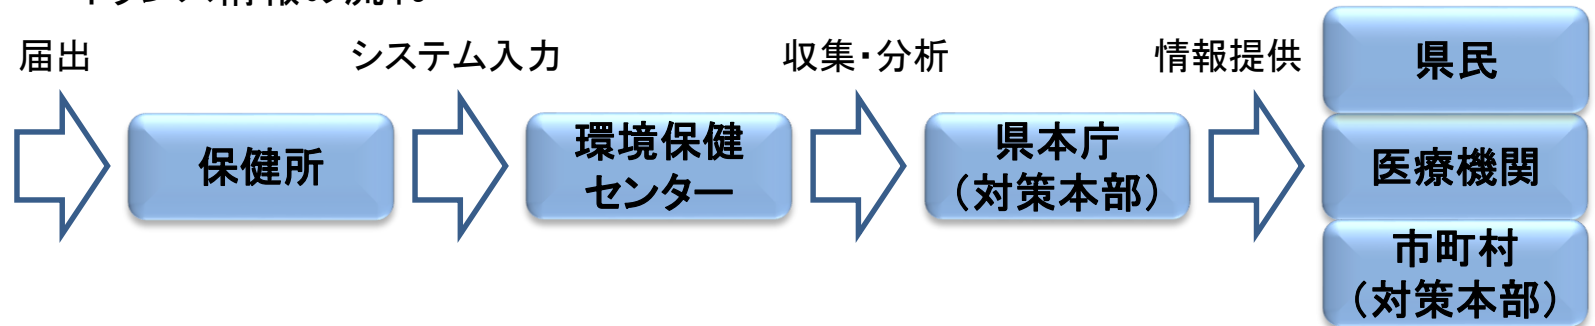 届出
システム入力
収集・分析
情報提供
保健所
環境保健
センター
県本庁
（対策本部）
県民
医療機関
市町村
（対策本部）